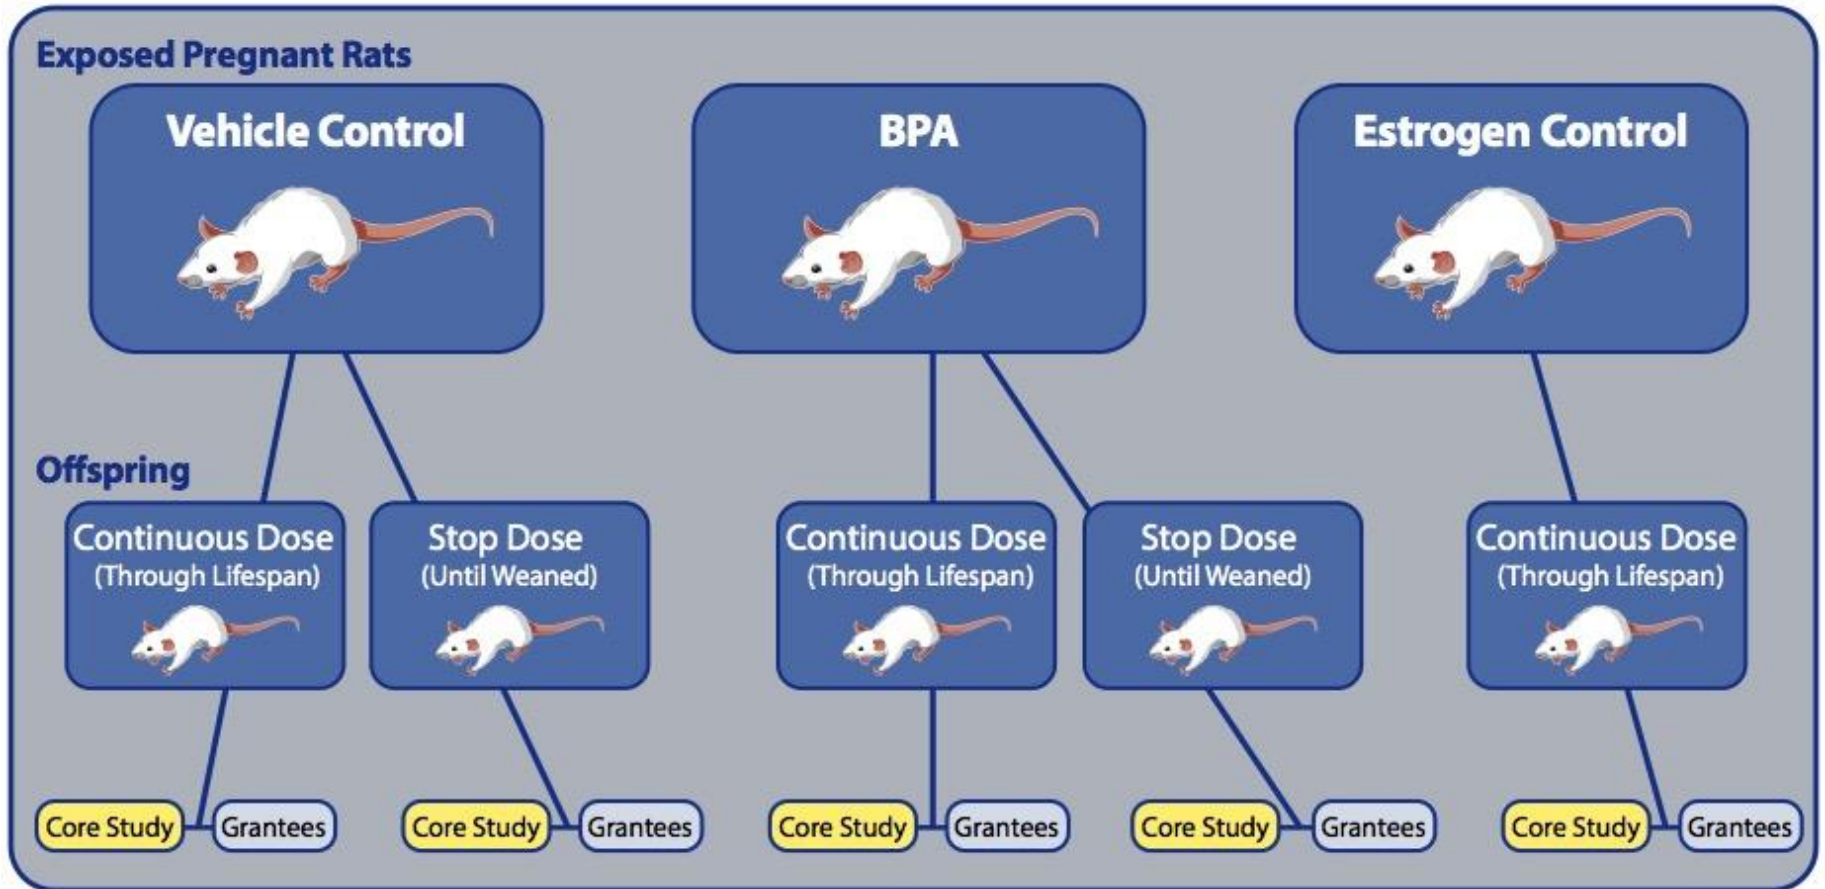 Exposed Pregnant Rats
Vehicle Control
BPA
Estrogen Control
Offspring
Continuous Dose
(Through Lifespan)
Stop Dose
(Until Weaned)
Continuous Dose
(Through Lifespan)
Stop Dose
(Until Weaned)
Continuous Dose
(Through Lifespan)
Core Study
Grantees
Core Study
Grantees
Core Study
Grantees
Core Study
Grantees
Core Study
Grantees